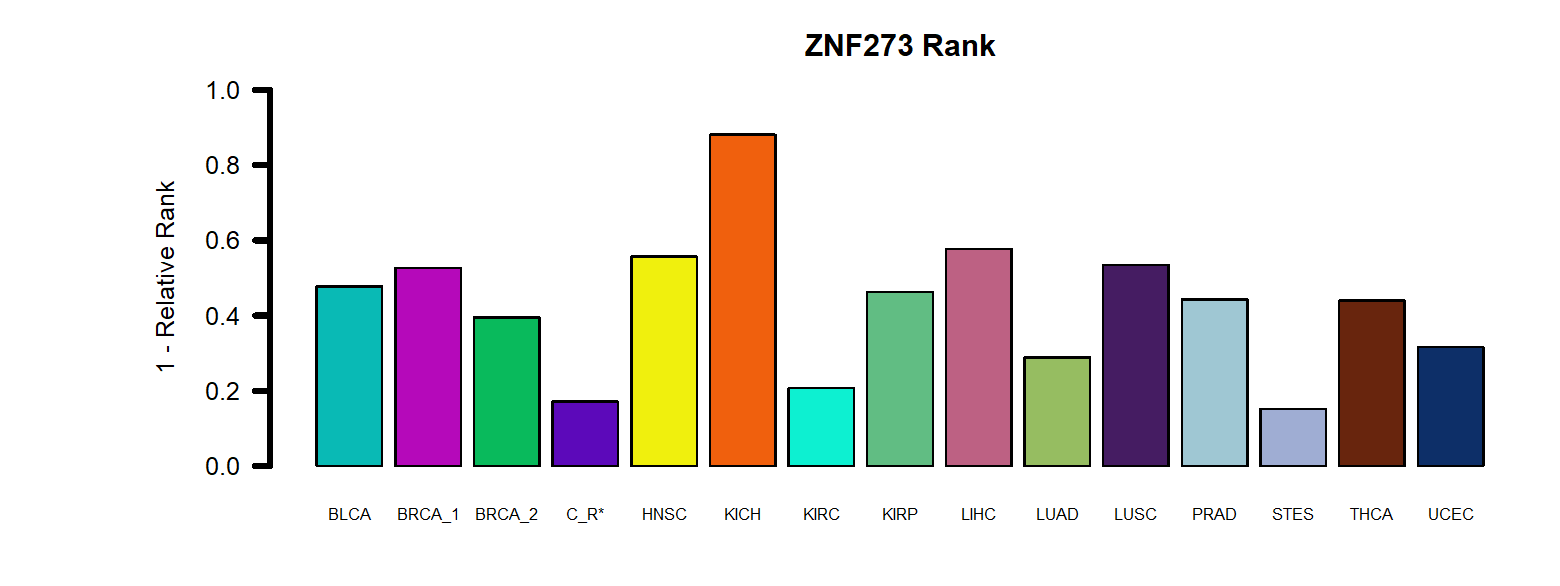 ZNF273 Rank
1 - Relative Rank
1.0
0.8
0.6
0.4
0.2
0.0
BLCA BRCA_1 BRCA_2 C_R* HNSC KICH KIRC KIRP LIHC LUAD LUSC PRAD STES THCA UCEC